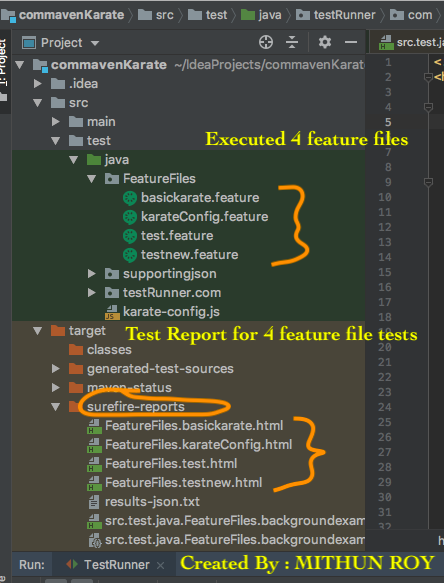 commavenKarate src test java testRunner com
1: Project
Project
src.test.ja
commavenKarate ~/IdeaProjects/commavenKarate
.idea
src
main
test
Executed 4 feature files
java
FeatureFiles
basickarate.feature
karateConfig.feature
test.feature
testnew.feature
supportingjson
testRunner.com
karate-config.js
Test Report for 4 feature file tests
target
classes
generated-test-sources
maven-status
surefire-reports
FeatureFiles.basickarate.html
FeatureFiles.karateConfig.html
FeatureFiles.test.html
FeatureFiles.testnew.html
results-json.txt
src.test.java.FeatureFiles.backgroundexam
src.test.java.FeatureFiles.backgroundexam
1 <
2 <h
3
4
5
6
7
8
9
10
11
12
13
14
15
16
17
18
19
20
21
22
23
24
25
26
27
28
29
30
31
h
Run: TestRunner
Created By : MITHUN ROY